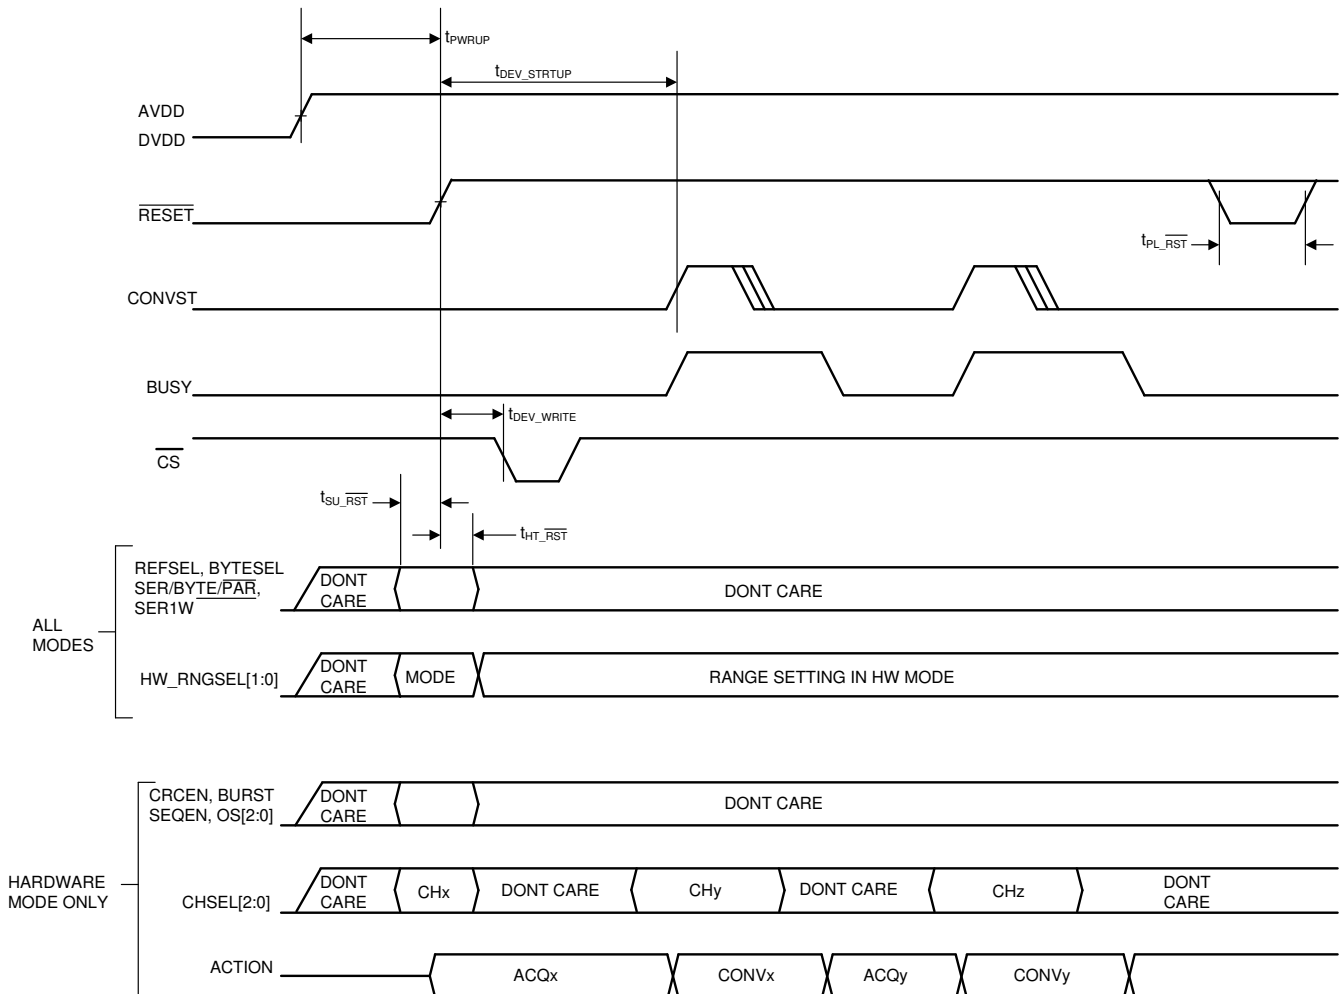 tPWRUP
tDEV_STRTUP
AVDD
DVDD
RESET
tPL_RST
CONVST
BUSY
tDEV_WRITE
CS
tSU_RST
tHT_RST
ALL
MODES
REFSEL, BYTESEL
SER/BYTE/PAR,
SER1W
DONT
CARE
DONT CARE
HW_RNGSEL[1:0]
DONT
CARE
MODE
RANGE SETTING IN HW MODE
HARDWARE
MODE ONLY
CRCEN, BURST
SEQEN, OS[2:0]
DONT
CARE
DONT CARE
CHSEL[2:0]
DONT
CARE
CHx
DONT CARE
CHy
DONT CARE
CHz
DONT
CARE
ACTION
ACQx
CONVx
ACQy
CONVy